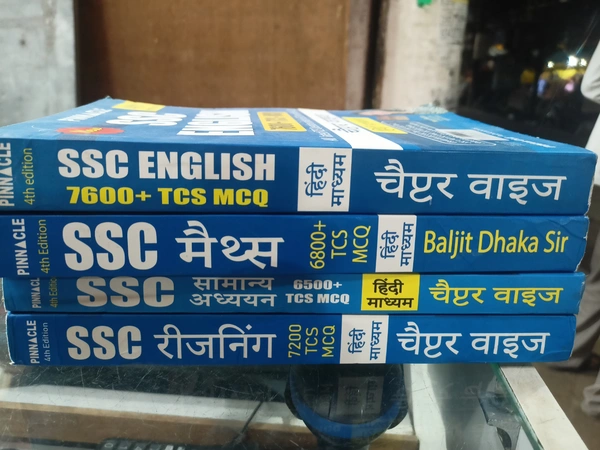 PINNACLE
4th edition
SSC ENGLISH
7600+ TCS MCQ
हिंदी
माध्यम
चैप्टर वाइज
PINNACLE
4th Edition
SSC मैथ्स
6800+
TCS
MCQ
हिंदी
माध्यम
Baljit Dhaka Sir
PINNACLE
4th Edition
SSC
सामान्य
अध्ययन
6500+
TCS MCQ
हिंदी
माध्यम
चैप्टर वाइज
PINNACLE
4th Edition
SSC रीजनिंग
7200
TCS
MCQ
हिंदी
माध्यम
चैप्टर वाइज